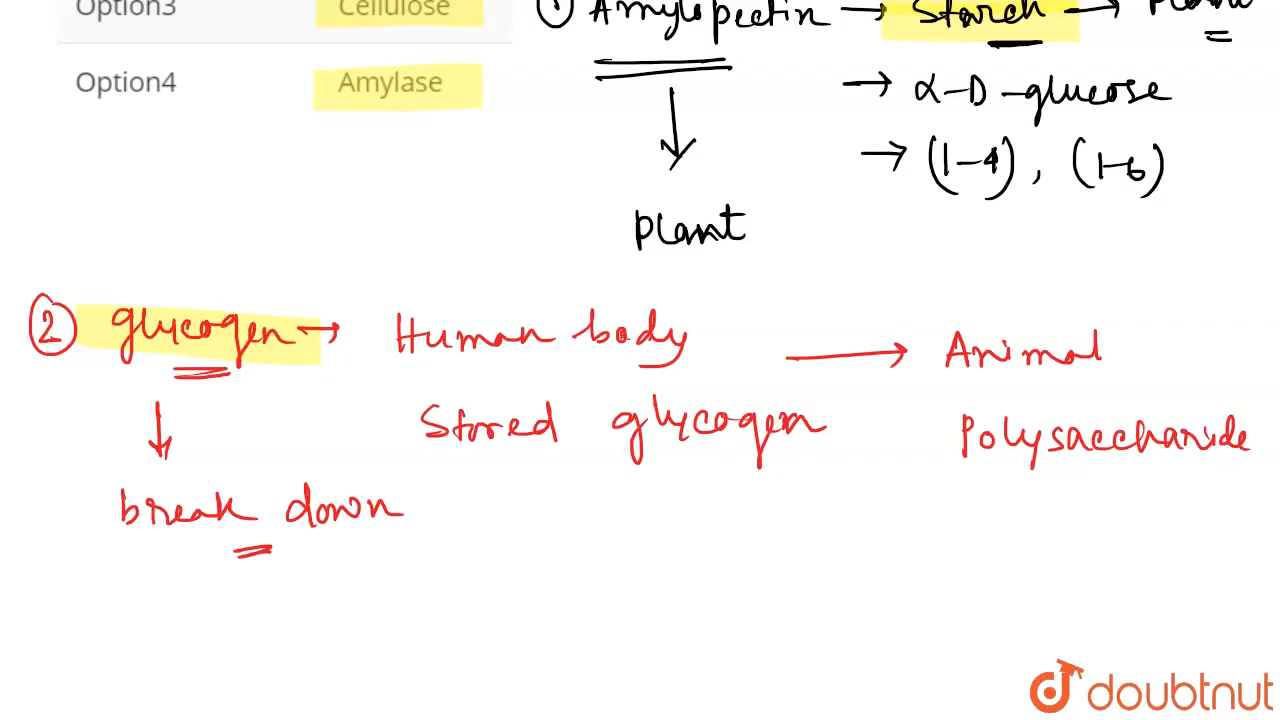 Option3 Cellulose
① Amylopectin → Starch → Plant
Option4 Amylase
→ α-D-glucose
→ (1-4), (1-6)
Plant
② glycogen → Human body → Animal
Stored glycogen Polysaccharide
break down
doubtnut